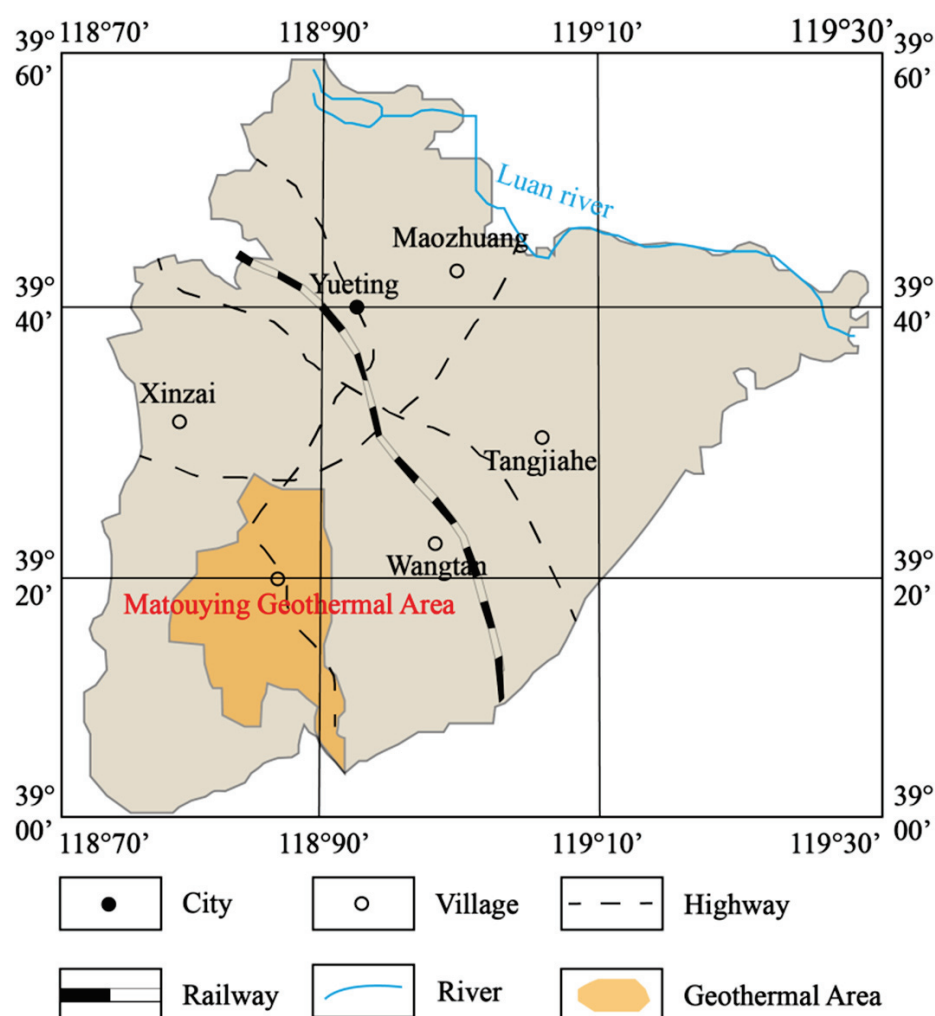 118°70’ 118°90’ 119°10’ 119°30’
39°
60’
39°
60’
Luan river
Maozhuang
Yueting
39°
40’
39°
40’
Xinzai
Tangjiahe
Wangtan
39°
20’
39°
20’
Matouying Geothermal Area
39°
00’
39°
00’
118°70’ 118°90’ 119°10’ 119°30’
City Village Highway
Railway River Geothermal Area